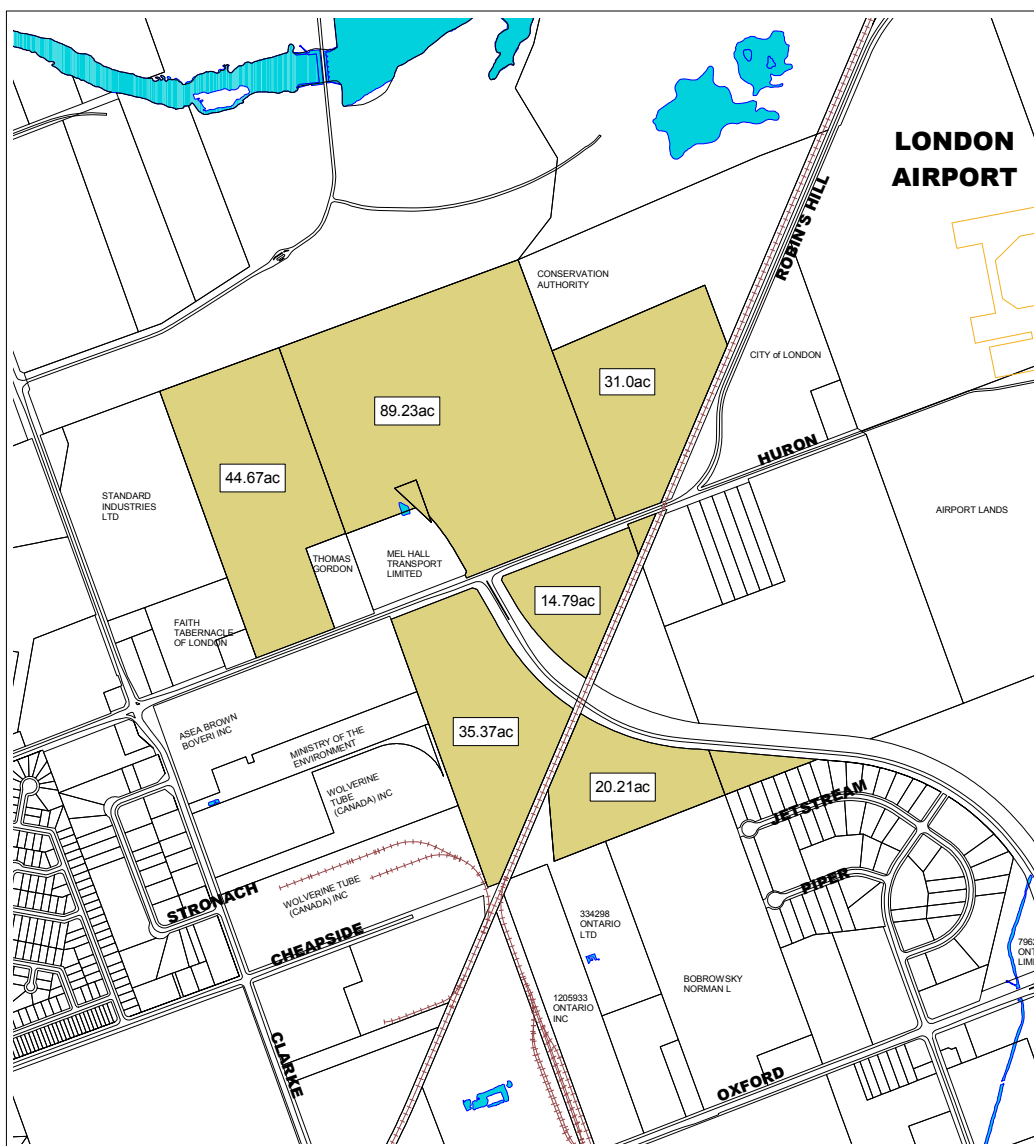 LONDON
AIRPORT
ROBIN'S HILL
CONSERVATION
AUTHORITY
CITY of LONDON
31.0ac
89.23ac
44.67ac
HURON
STANDARD
INDUSTRIES
LTD
AIRPORT LANDS
THOMAS
GORDON
MEL HALL
TRANSPORT
LIMITED
14.79ac
FAITH
TABERNACLE
OF LONDON
ASEA BROWN
BOVERI INC
MINISTRY OF THE
ENVIRONMENT
35.37ac
20.21ac
WOLVERINE
TUBE
(CANADA) INC
JETSTREAM
PIPER
STRONACH
WOLVERINE TUBE
(CANADA) INC
CHEAPSIDE
334298
ONTARIO
LTD
7962
ONT
LIMI
BOBROWSKY
NORMAN L
1205933
ONTARIO
INC
CLARKE
OXFORD